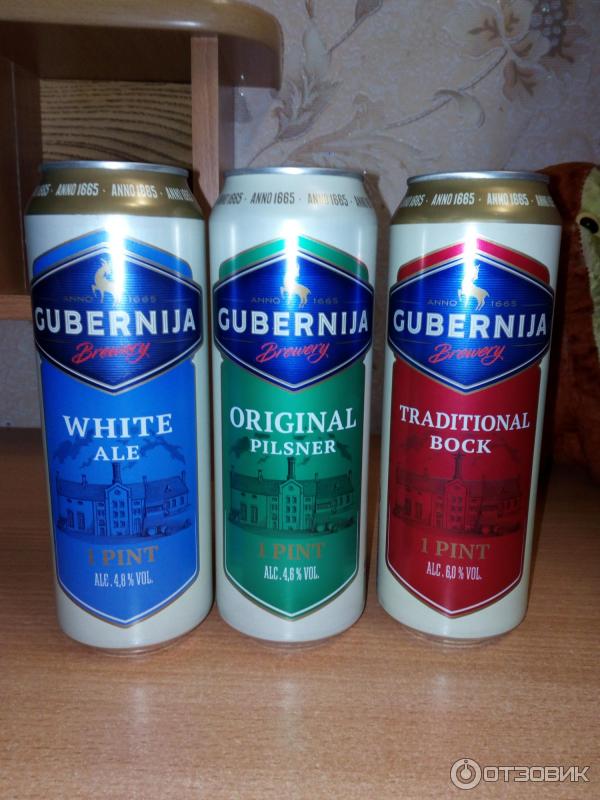 ANNO 1665 · ANNO 1665 · ANNO 1665
ANNO 1665
GUBERNIJA
Brewery
WHITE
ALE
1 PINT
ALC. 4,8 % VOL.
ANNO 1665 · ANNO 1665
ANNO 1665
GUBERNIJA
Brewery
ORIGINAL
PILSNER
1 PINT
ALC. 4,6 % VOL.
1665 · ANNO 1665 · ANNO 1665
ANNO 1665
GUBERNIJA
Brewery
TRADITIONAL
BOCK
1 PINT
ALC. 6,0 % VOL.
ОТЗОВИК